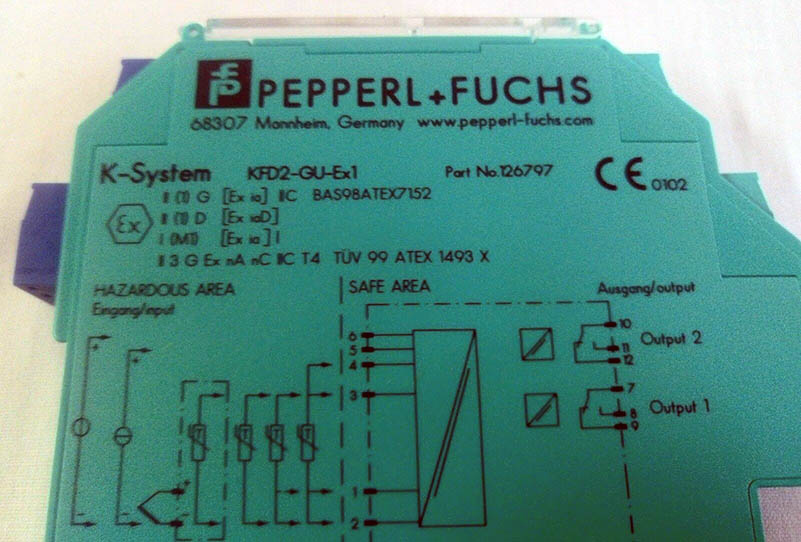 PEPPERL+FUCHS
68307 Mannheim, Germany www.pepperl-fuchs.com
K-System KFD2-GU-Ex1 Part No.126797 CE 0102
Ex
II (1) G [Ex ia] IIC BAS98ATEX7152
II (1) D [Ex iaD]
I (M1) [Ex ia] I
II 3 G Ex nA nC IIC T4 TÜV 99 ATEX 1493 X
HAZARDOUS AREA
Eingang/input
SAFE AREA
Ausgang/output
+
+
+
-
-
-
6
5
4
3
1
2
10
11
12
Output 2
7
8
9
Output 1